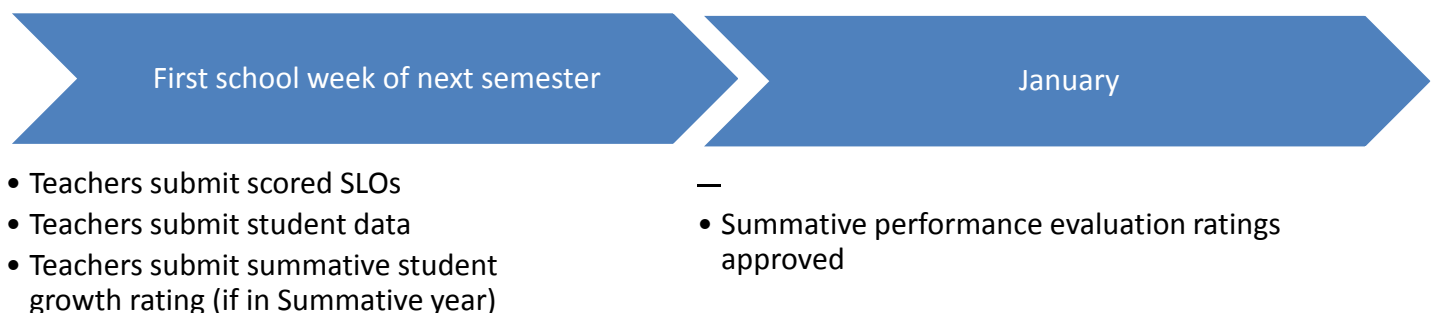 First school week of next semester
January
• Teachers submit scored SLOs
• Teachers submit student data
• Teachers submit summative student
growth rating (if in Summative year)
—
• Summative performance evaluation ratings
approved